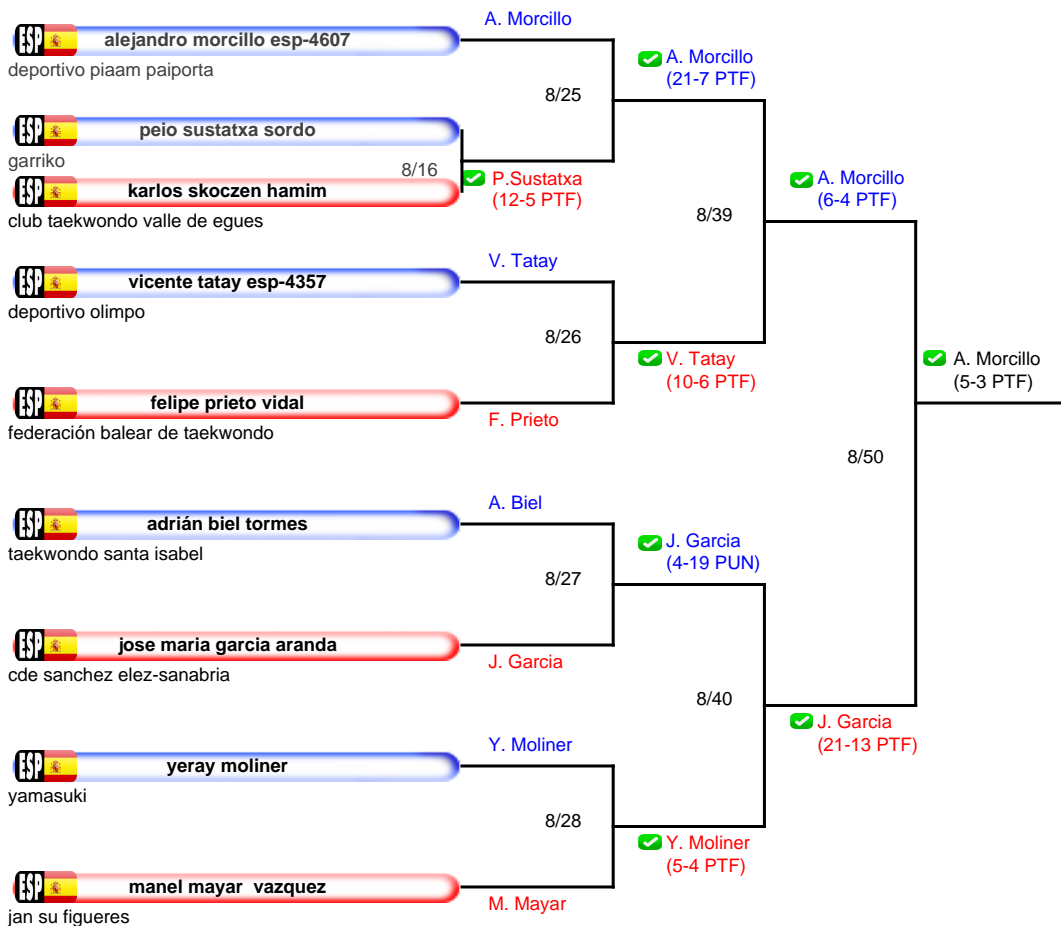 A. Morcillo
ESP alejandro morcillo esp-4607
deportivo piaam paiporta
A. Morcillo
(21-7 PTF)
8/25
ESP peio sustatxa sordo
garriko
8/16
P.Sustatxa
(12-5 PTF)
ESP karlos skoczen hamim
club taekwondo valle de egues
A. Morcillo
(6-4 PTF)
8/39
V. Tatay
ESP vicente tatay esp-4357
deportivo olimpo
8/26
V. Tatay
(10-6 PTF)
A. Morcillo
(5-3 PTF)
ESP felipe prieto vidal
F. Prieto
federación balear de taekwondo
8/50
A. Biel
ESP adrián biel tormes
taekwondo santa isabel
J. Garcia
(4-19 PUN)
8/27
ESP jose maria garcia aranda
J. Garcia
cde sanchez elez-sanabria
8/40
J. Garcia
(21-13 PTF)
Y. Moliner
ESP yeray moliner
yamasuki
8/28
Y. Moliner
(5-4 PTF)
ESP manel mayar  vazquez
M. Mayar
jan su figueres